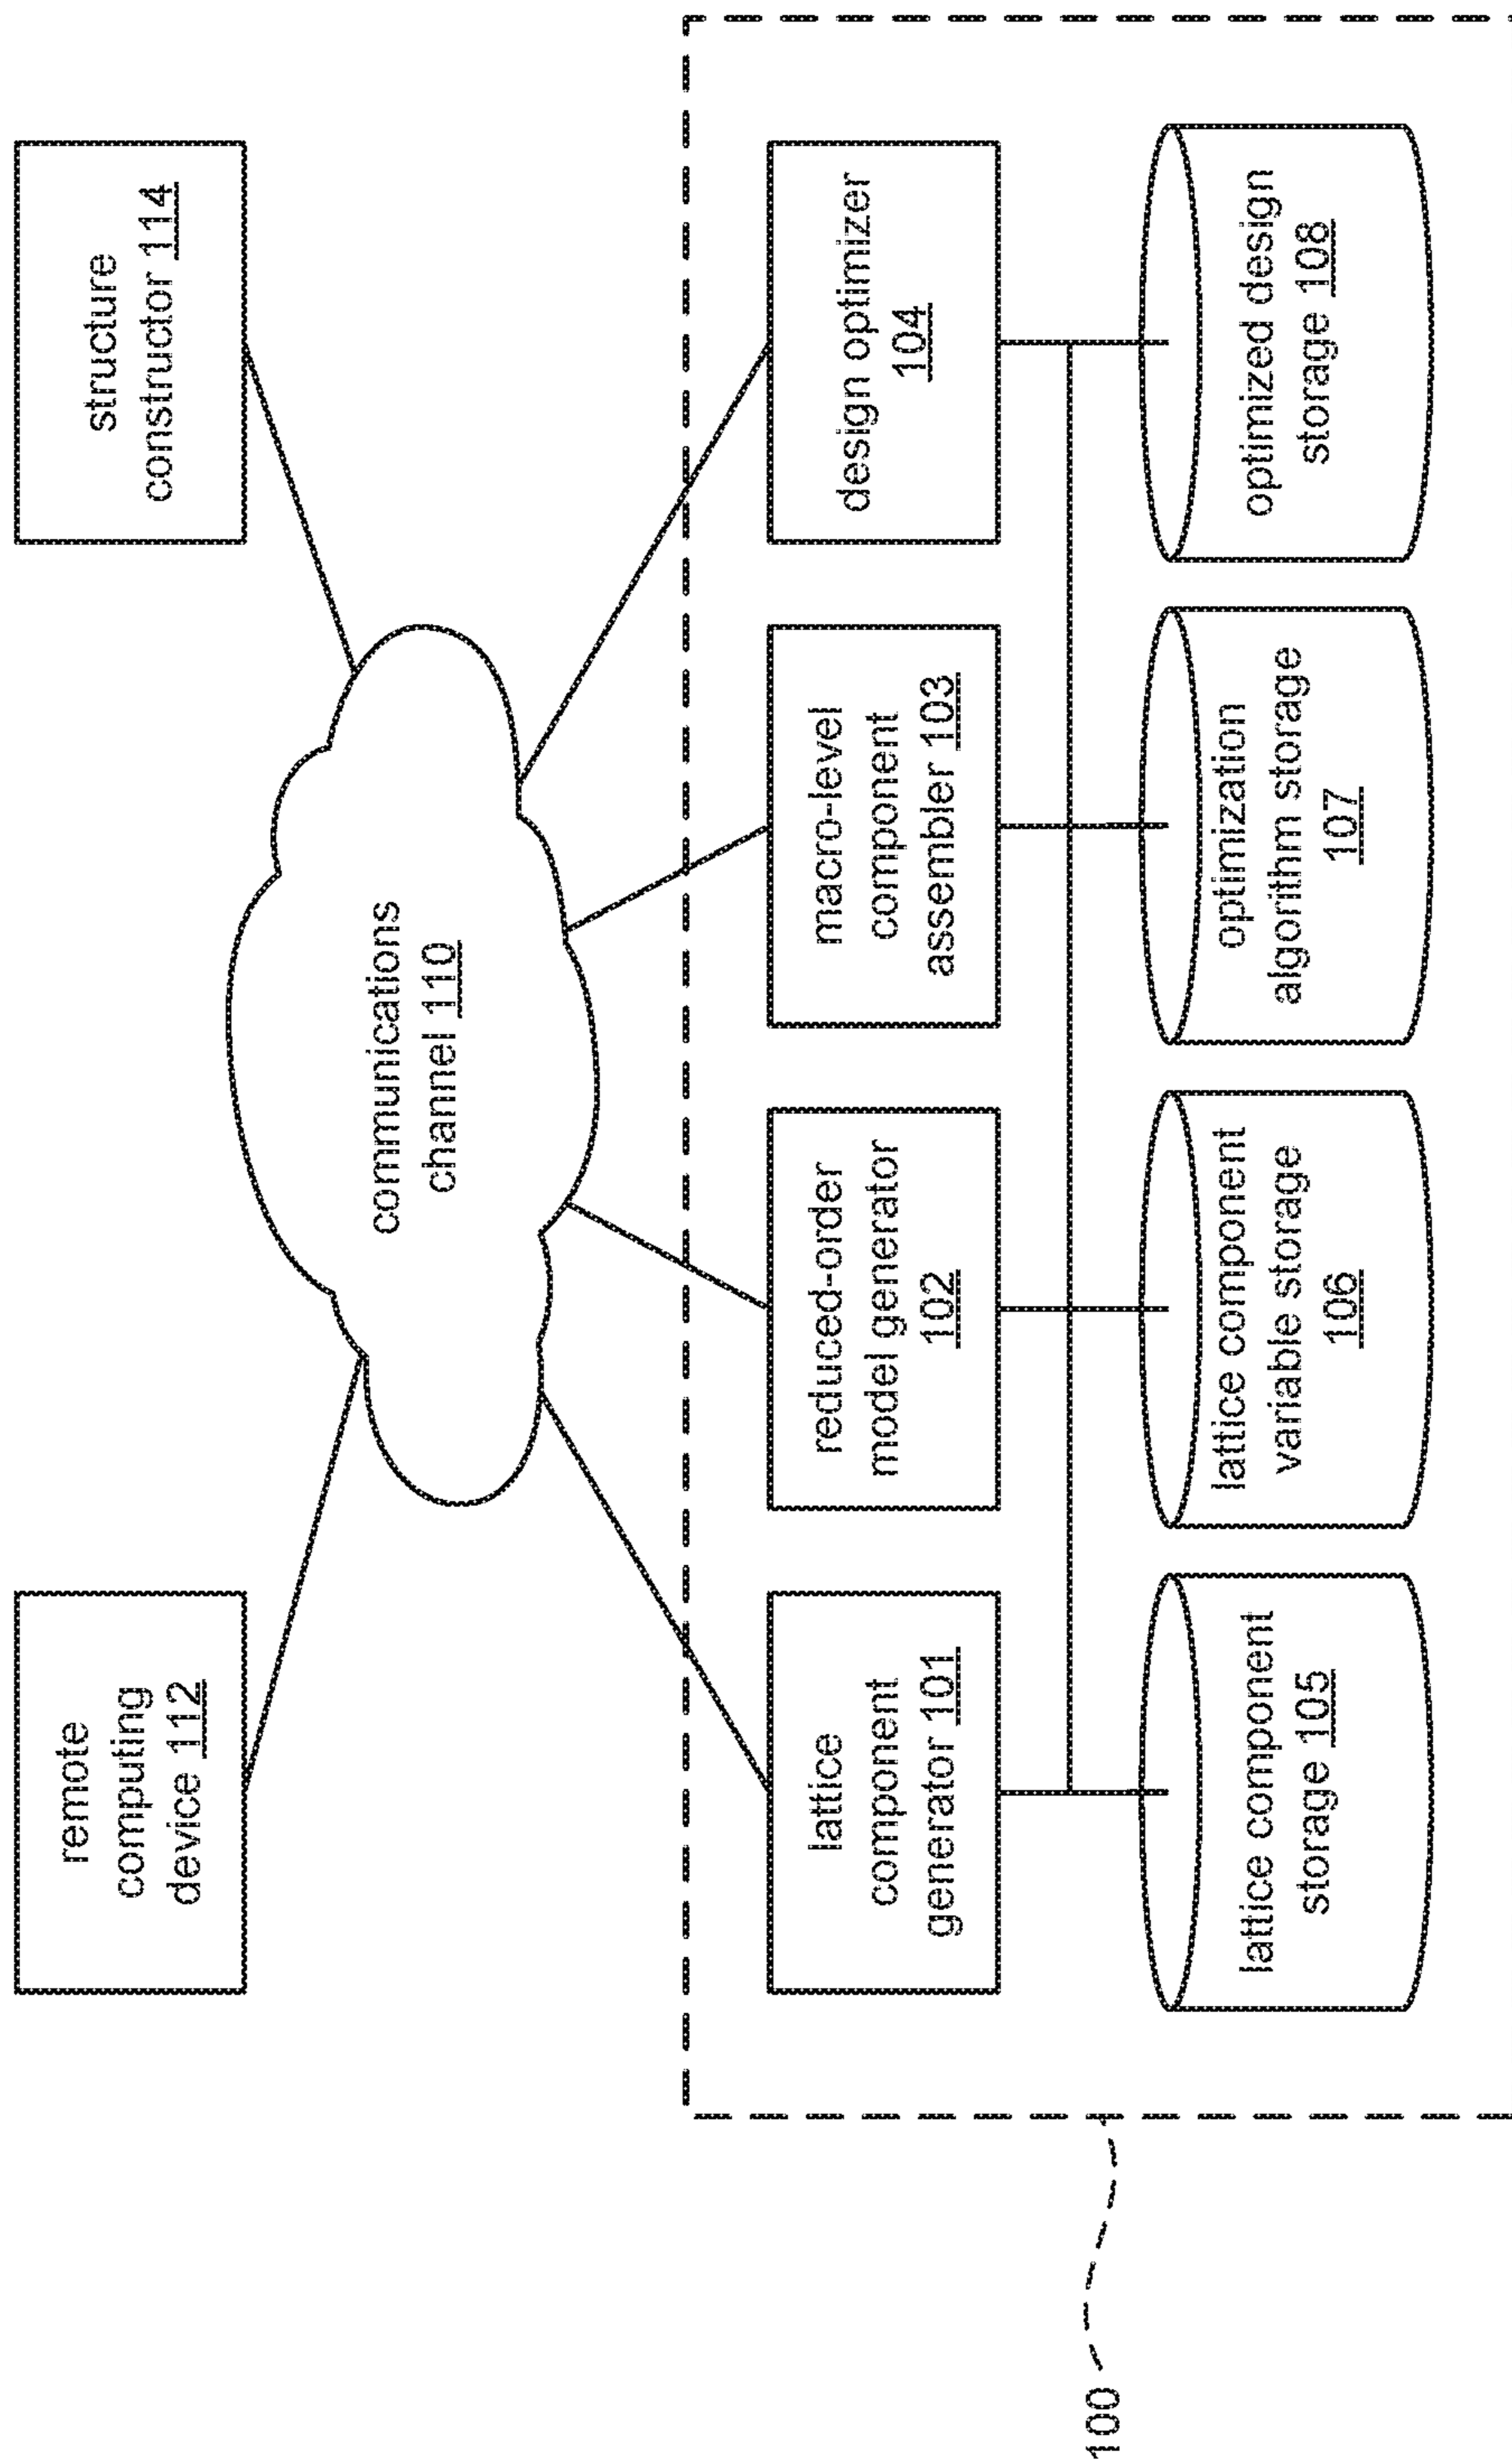 remote
computing
device 112
structure
constructor 114
communications
channel 110
lattice
component
generator 101
reduced-order
model generator
102
macro-level
component
assembler 103
design optimizer
104
lattice component
storage 105
lattice component
variable storage
106
optimization
algorithm storage
107
optimized design
storage 108
100